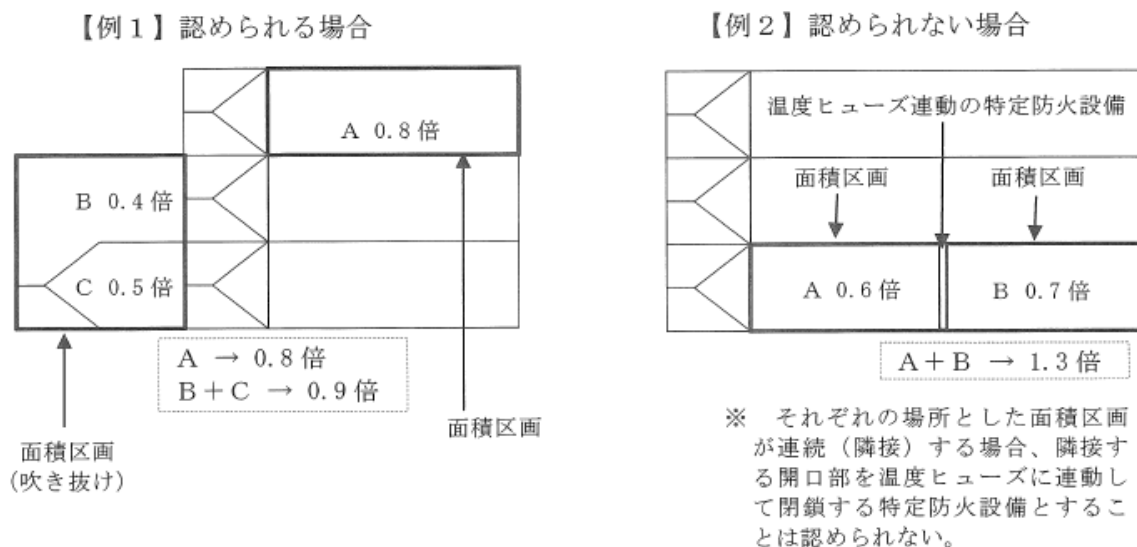 【例１】認められる場合
A 0.8倍
B 0.4倍
C 0.5倍
A → 0.8倍
B＋C → 0.9倍
面積区画
(吹き抜け)
面積区画
【例２】認められない場合
温度ヒューズ連動の特定防火設備
面積区画
面積区画
A 0.6倍
B 0.7倍
A＋B → 1.3倍
※　それぞれの場所とした面積区画
が連続（隣接）する場合、隣接す
る開口部を温度ヒューズに連動し
て閉鎖する特定防火設備とするこ
とは認められない。